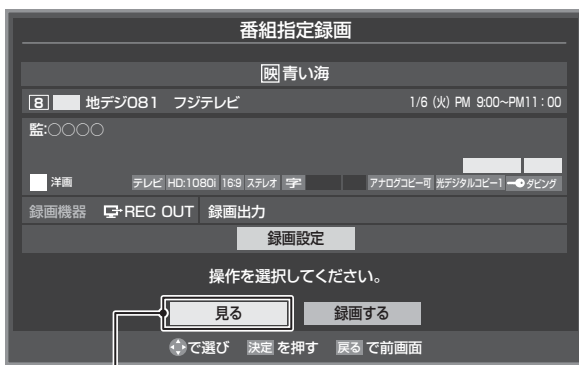 番組指定録画
映 青い海
B 地デジ081 フジテレビ 1/6 (火) PM 9:00~PM11:00
監:○○○○
洋画 テレビ HD:1080i 16:9 ステレオ 字 アナログコピー可 光デジタルコピー1 ダビング
録画機器 REC OUT 録画出力
録画設定
操作を選択してください。
見る 録画する
で選び 決定 を押す 戻る で前画面